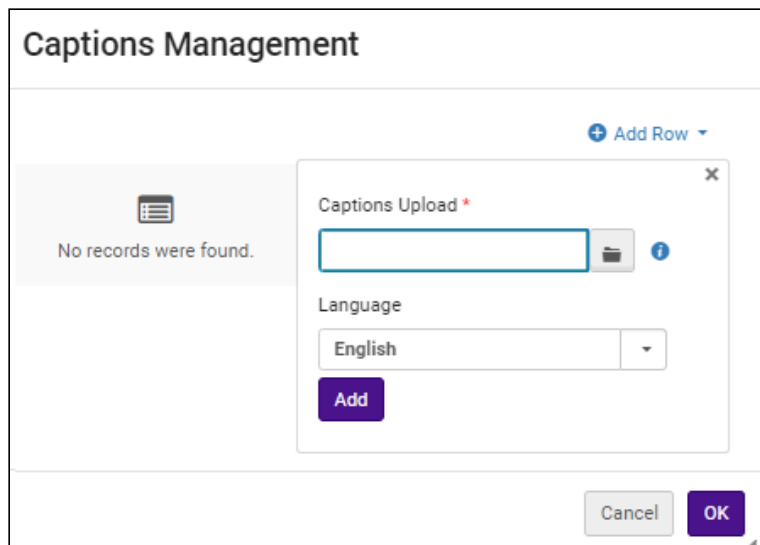 Captions Management
Add Row
No records were found.
Captions Upload *
Language
English
Add
Cancel
OK